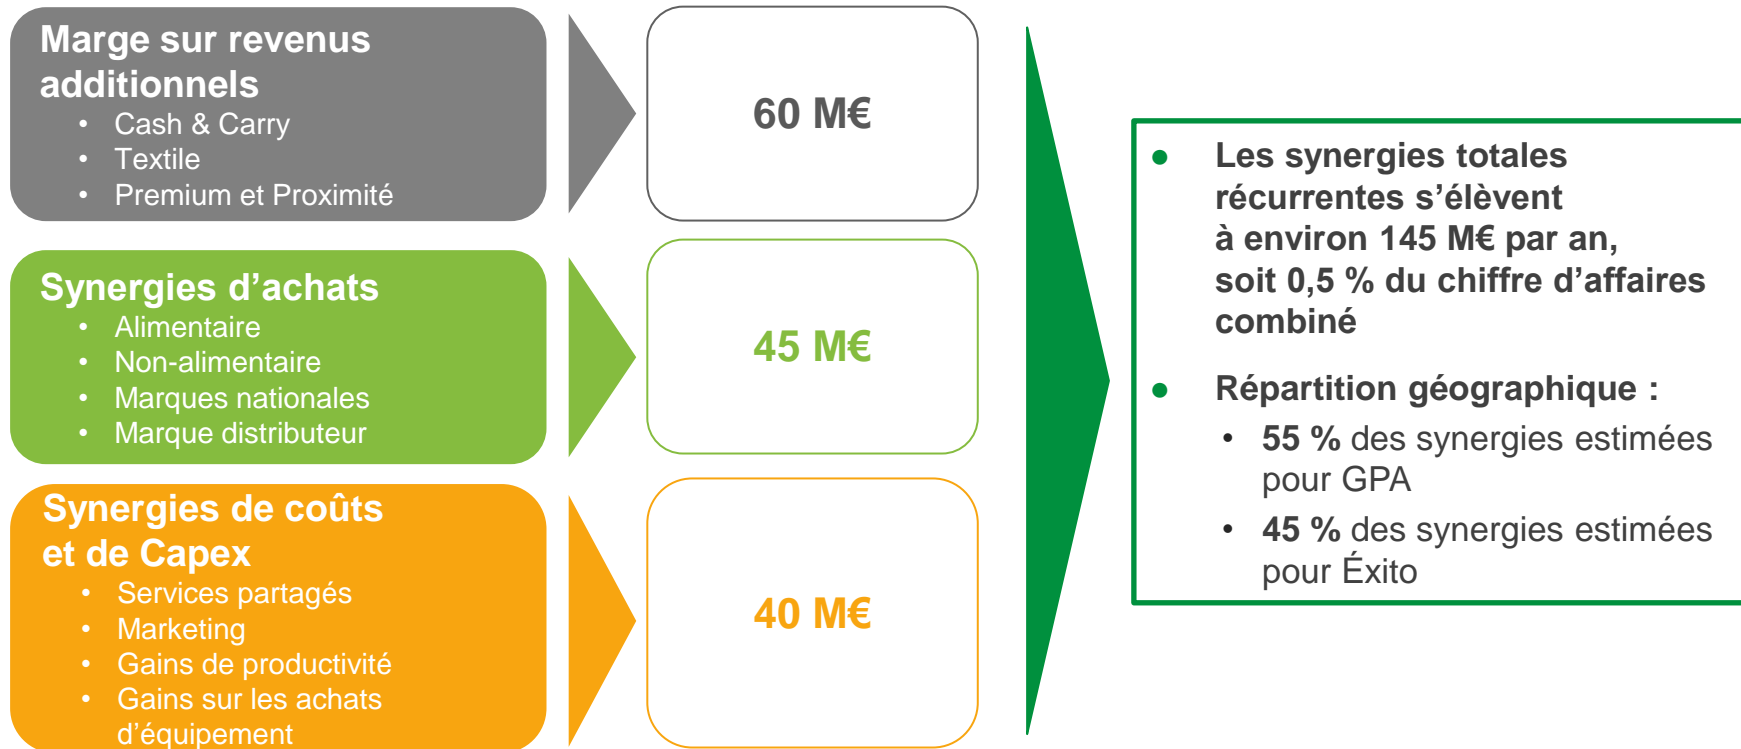 Marge sur revenus
additionnels
• Cash & Carry
• Textile
• Premium et Proximité
60 M€
Synergies d’achats
• Alimentaire
• Non-alimentaire
• Marques nationales
• Marque distributeur
45 M€
Synergies de coûts
et de Capex
• Services partagés
• Marketing
• Gains de productivité
• Gains sur les achats
d’équipement
40 M€
● Les synergies totales
récurrentes s’élèvent
à environ 145 M€ par an,
soit 0,5 % du chiffre d’affaires
combiné
● Répartition géographique :
• 55 % des synergies estimées
pour GPA
• 45 % des synergies estimées
pour Éxito